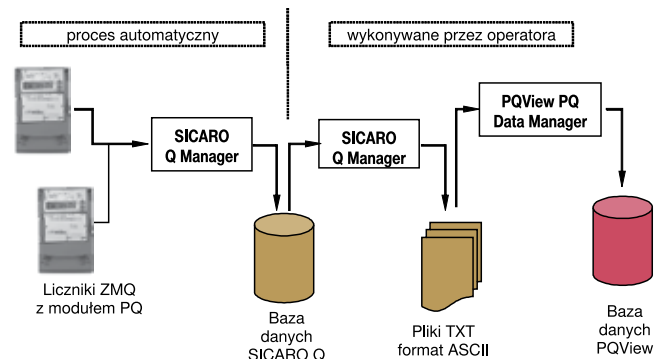 proces automatyczny
wykonywane przez operatora
PQView PQ
Data Manager
SICARO
Q Manager
SICARO
Q Manager
Liczniki ZMQ
z modułem PQ
Baza
danych
SICARO Q
Pliki TXT
format ASCII
Baza
danych
PQView